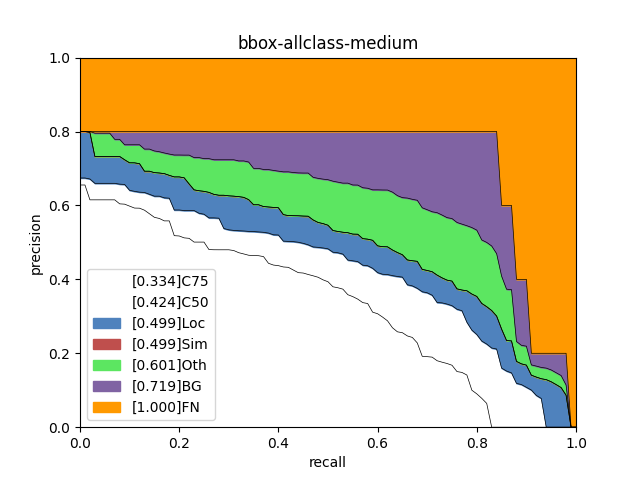 bbox-allclass-medium
precision
1.0
0.8
0.6
0.4
0.2
0.0
[0.334]C75
[0.424]C50
[0.499]Loc
[0.499]Sim
[0.601]Oth
[0.719]BG
[1.000]FN
0.0 0.2 0.4 0.6 0.8 1.0
recall